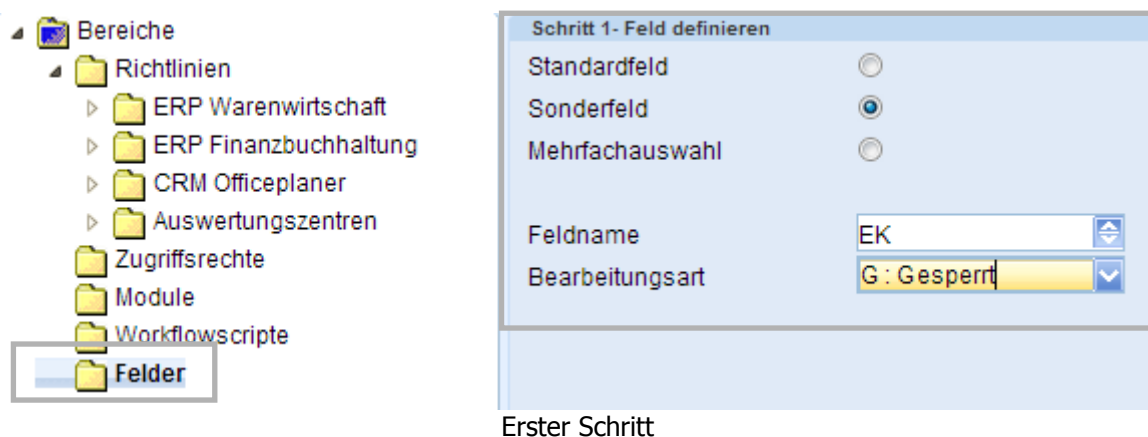 Bereiche
Richtlinien
ERP Warenwirtschaft
ERP Finanzbuchhaltung
CRM Officeplaner
Auswertungszentren
Zugriffsrechte
Module
Workflowscripte
Felder
Schritt 1- Feld definieren
Standardfeld
Sonderfeld
Mehrfachauswahl
Feldname EK
Bearbeitungsart G : Gesperrt
Erster Schritt